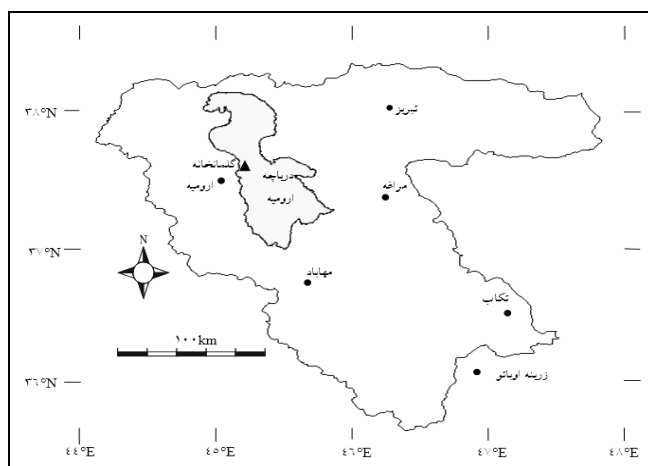 ۳۸°N
تبریز
گلمانخانه
ارومیه
دریاچه
ارومیه
مراغه
۳۷°N
N
مهاباد
تکاب
۱۰۰km
۳۶°N
زرینه اوباتو
۴۴°E
۴۵°E
۴۶°E
۴۷°E
۴۸°E